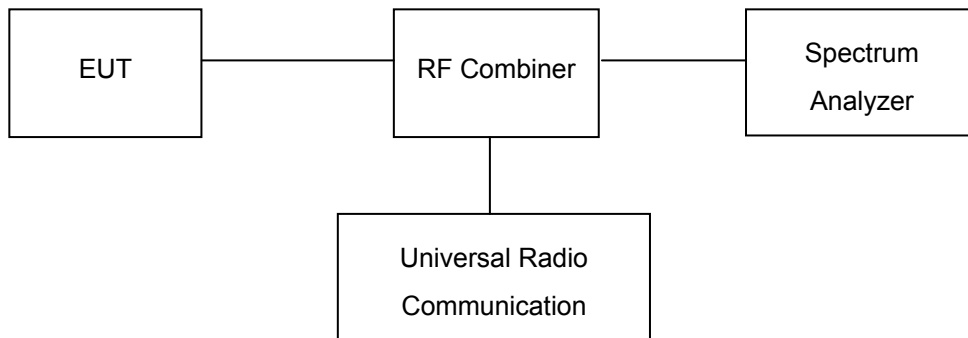 EUT
RF Combiner
Spectrum
Analyzer
Universal Radio
Communication